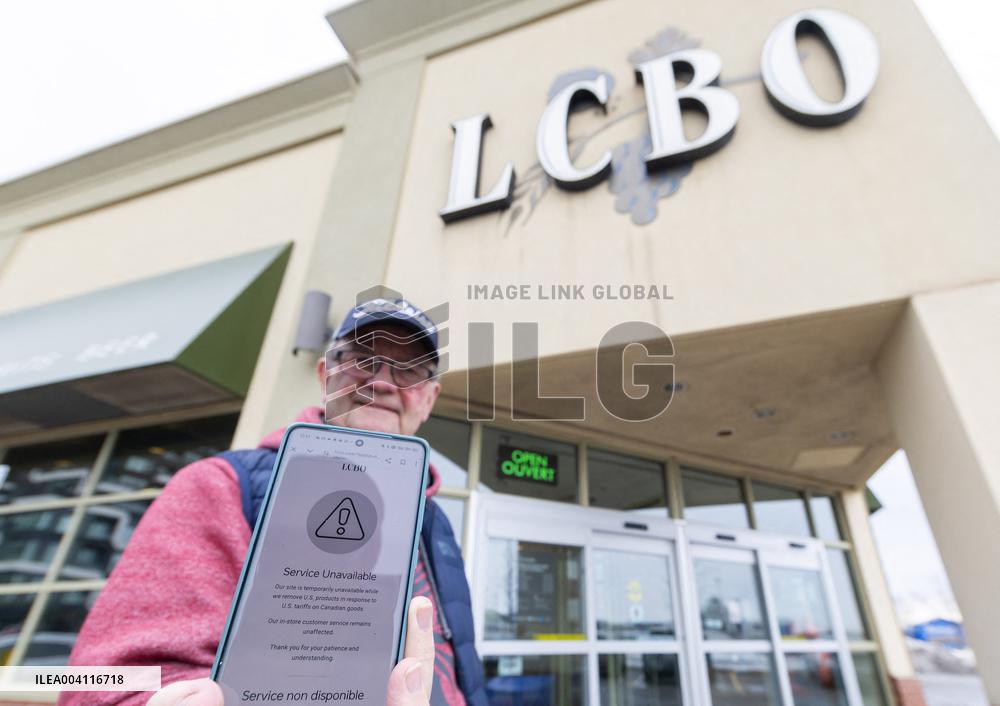 LCBO
IMAGE LINK GLOBAL
ILG
BEER
OPEN
OUVERT
LCBO
Service Unavailable
Our site is temporarily unavailable while
we remove U.S. products in response to
U.S. tariffs on Canadian goods.
Our in-store customer service remains
unaffected.
Thank you for your patience and
understanding.
Service non disponible
ILEA004116718